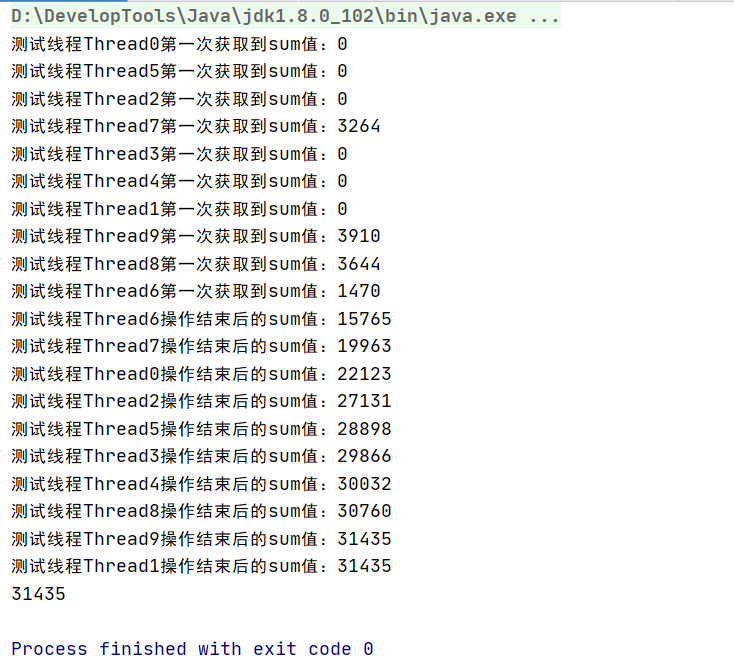 D:\DevelopTools\Java\jdk1.8.0_102\bin\java.exe ...
测试线程Thread0第一次获取到sum值：0
测试线程Thread5第一次获取到sum值：0
测试线程Thread2第一次获取到sum值：0
测试线程Thread7第一次获取到sum值：3264
测试线程Thread3第一次获取到sum值：0
测试线程Thread4第一次获取到sum值：0
测试线程Thread1第一次获取到sum值：0
测试线程Thread9第一次获取到sum值：3910
测试线程Thread8第一次获取到sum值：3644
测试线程Thread6第一次获取到sum值：1470
测试线程Thread6操作结束后的sum值：15765
测试线程Thread7操作结束后的sum值：19963
测试线程Thread0操作结束后的sum值：22123
测试线程Thread2操作结束后的sum值：27131
测试线程Thread5操作结束后的sum值：28898
测试线程Thread3操作结束后的sum值：29866
测试线程Thread4操作结束后的sum值：30032
测试线程Thread8操作结束后的sum值：30760
测试线程Thread9操作结束后的sum值：31435
测试线程Thread1操作结束后的sum值：31435
31435
Process finished with exit code 0